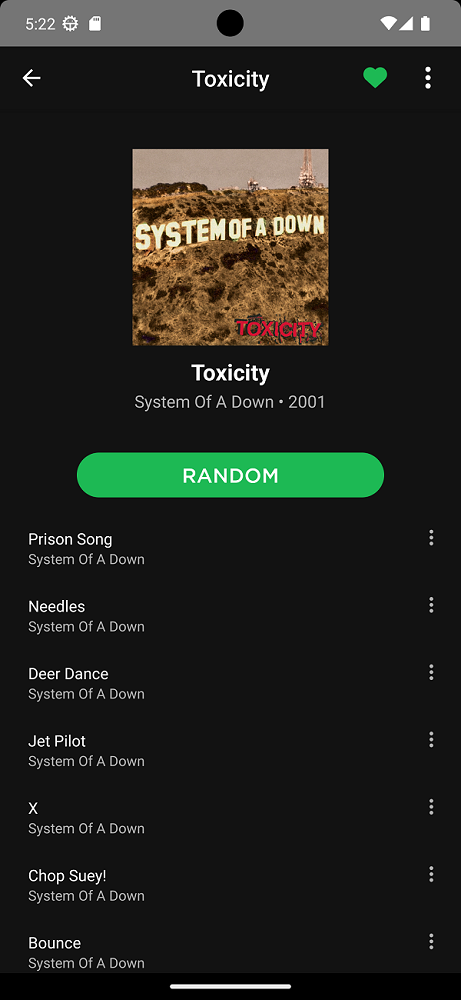 5:22
Toxicity
SYSTEM OF A DOWN
TOXICITY
Toxicity
System Of A Down • 2001
RANDOM
Prison Song
System Of A Down
Needles
System Of A Down
Deer Dance
System Of A Down
Jet Pilot
System Of A Down
X
System Of A Down
Chop Suey!
System Of A Down
Bounce
System Of A Down